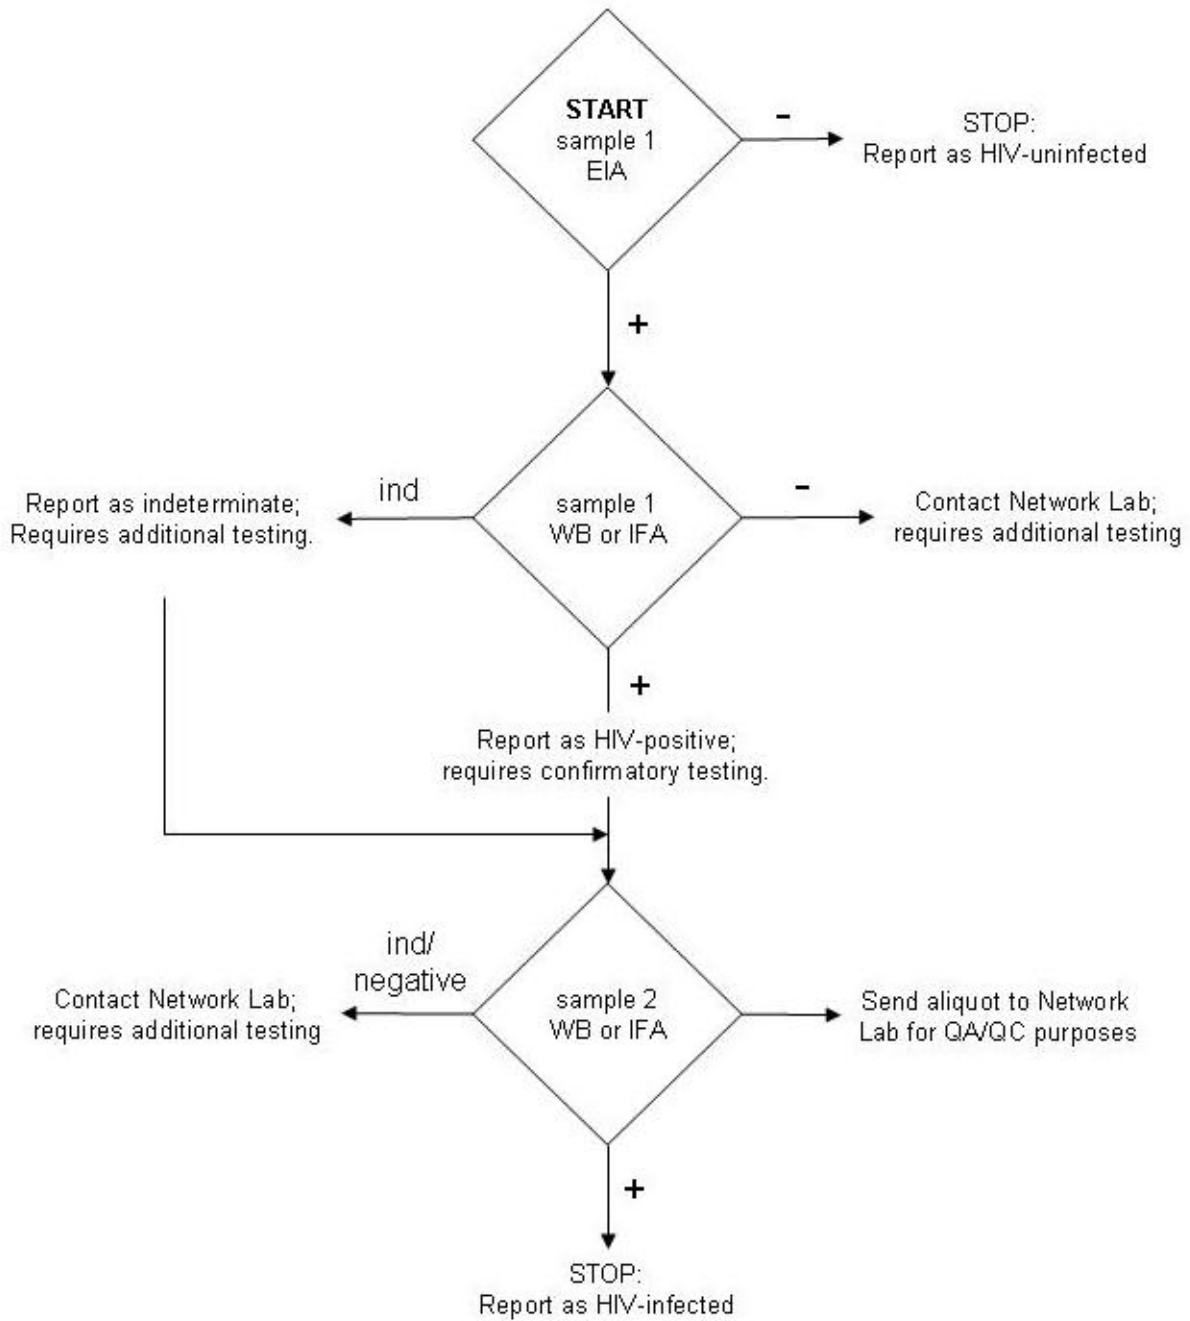 START
sample 1
EIA
-
STOP:
Report as HIV-uninfected
+
Report as indeterminate;
Requires additional testing.
ind
sample 1
WB or IFA
-
Contact Network Lab;
requires additional testing
+
Report as HIV-positive;
requires confirmatory testing.
ind/
negative
Contact Network Lab;
requires additional testing
sample 2
WB or IFA
Send aliquot to Network
Lab for QA/QC purposes
+
STOP:
Report as HIV-infected